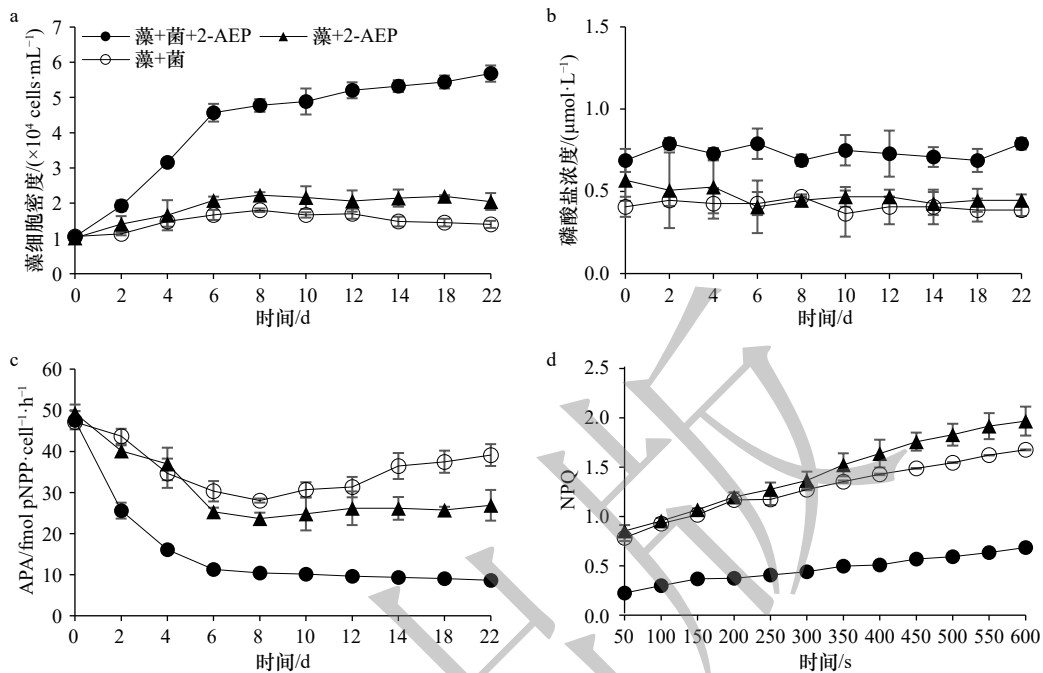 a
藻细胞密度/(×10⁴ cells·mL⁻¹)
7
6
5
4
3
2
1
藻+菌+2-AEP 藻+2-AEP
藻+菌
0 2 4 6 8 10 12 14 18 22
时间/d
b
磷酸盐浓度/(μmol·L⁻¹)
1.5
1.0
0.5
0.0
0 2 4 6 8 10 12 14 18 22
时间/d
c
APA/fmol pNPP·cell⁻¹·h⁻¹
60
50
40
30
20
10
0
0 2 4 6 8 10 12 14 18 22
时间/d
d
NPQ
2.5
2.0
1.5
1.0
0.5
0.0
50 100 150 200 250 300 350 400 450 500 550 600
时间/s